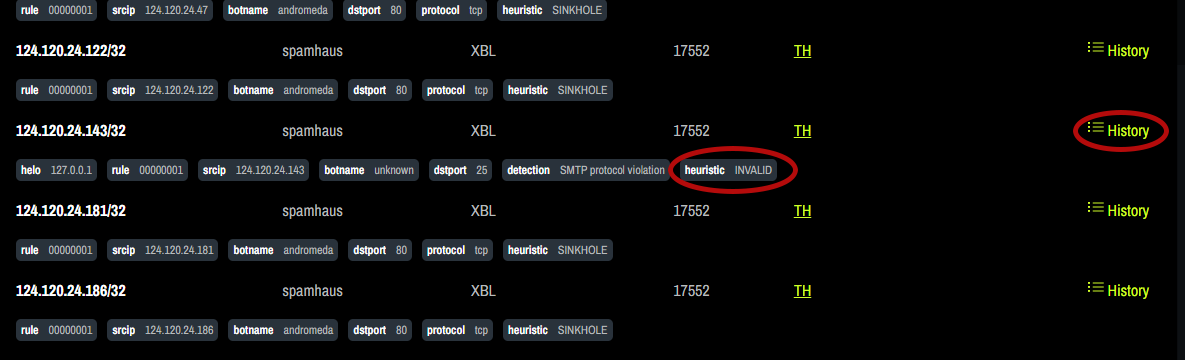 rule 00000001 srcip 124.120.24.47 botname andromeda dstport 80 protocol tcp heuristic SINKHOLE
124.120.24.122/32 spamhaus XBL 17552 TH History
rule 00000001 srcip 124.120.24.122 botname andromeda dstport 80 protocol tcp heuristic SINKHOLE
124.120.24.143/32 spamhaus XBL 17552 TH History
helo 127.0.0.1 rule 00000001 srcip 124.120.24.143 botname unknown dstport 25 detection SMTP protocol violation heuristic INVALID
124.120.24.181/32 spamhaus XBL 17552 TH History
rule 00000001 srcip 124.120.24.181 botname andromeda dstport 80 protocol tcp heuristic SINKHOLE
124.120.24.186/32 spamhaus XBL 17552 TH History
rule 00000001 srcip 124.120.24.186 botname andromeda dstport 80 protocol tcp heuristic SINKHOLE